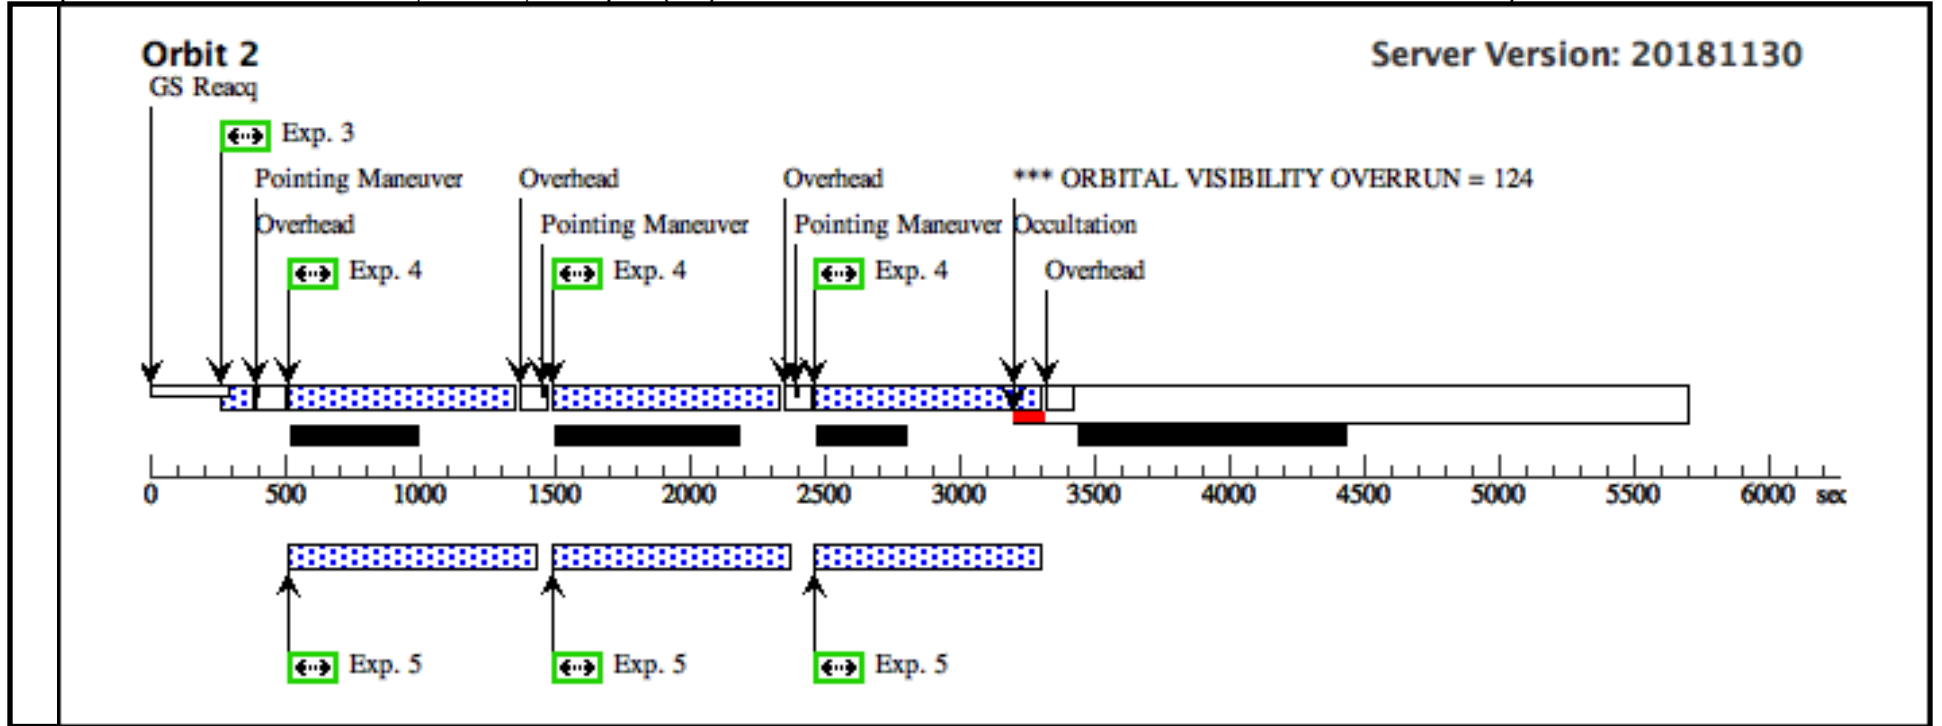 Orbit 2 Server Version: 20181130
GS Reacq
Exp. 3
Pointing Maneuver Overhead Overhead *** ORBITAL VISIBILITY OVERRUN = 124
Overhead Pointing Maneuver Pointing Maneuver Occultation
Exp. 4 Exp. 4 Exp. 4 Overhead
0 500 1000 1500 2000 2500 3000 3500 4000 4500 5000 5500 6000 sec
Exp. 5 Exp. 5 Exp. 5